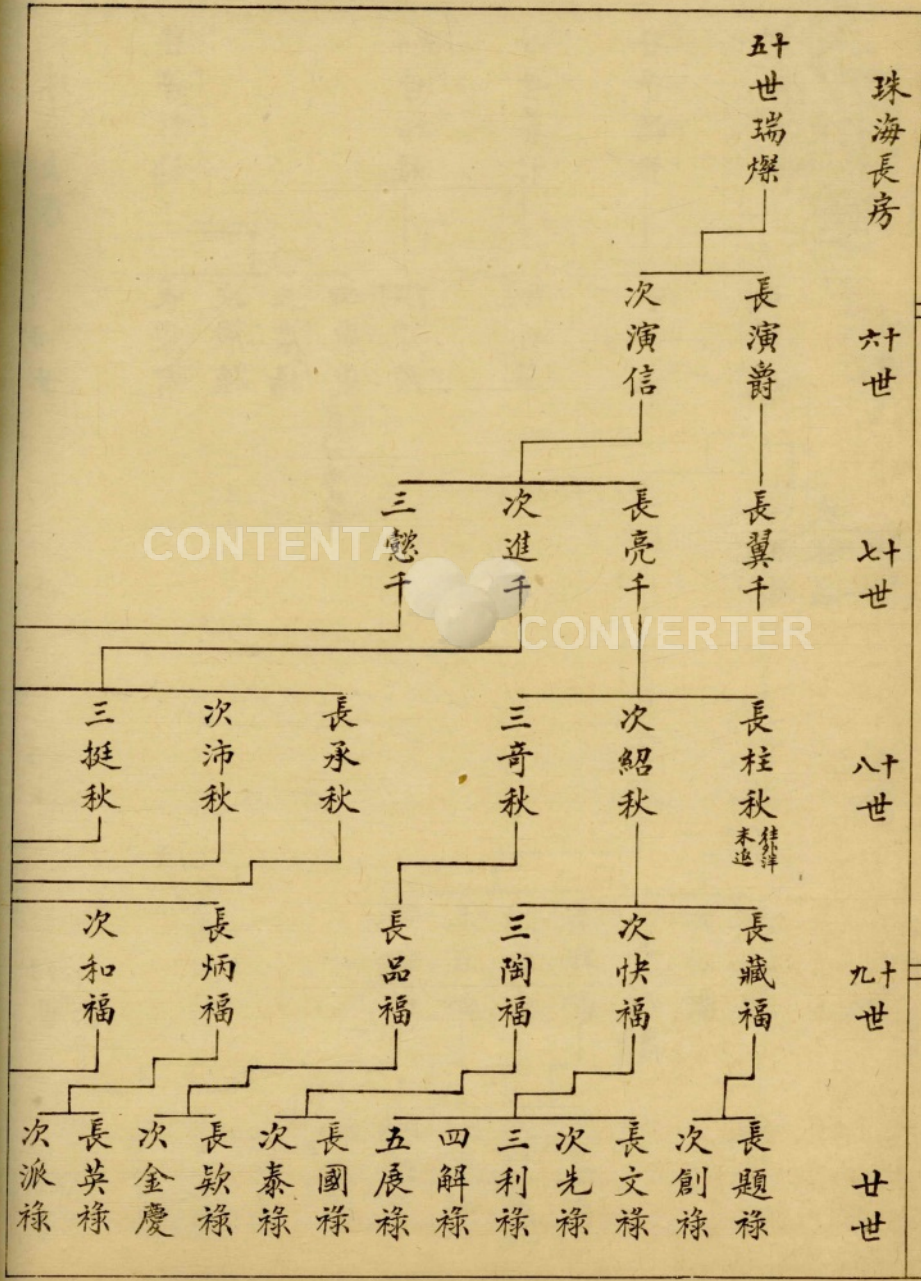 珠海長房
十五世瑞燦
十六世
長演爵
次演信
十七世
長翼千
長亮千
次進千
三懿千
十八世
長柱秋
往外洋
未返
次紹秋
三奇秋
長承秋
次沛秋
三挺秋
十九世
長藏福
次快福
三陶福
長品福
長炳福
次和福
廿世
長題祿
次創祿
長文祿
次先祿
三利祿
四解祿
五展祿
長國祿
次泰祿
長欵祿
次金慶
長英祿
次派祿
CONTENTA
CONVERTER